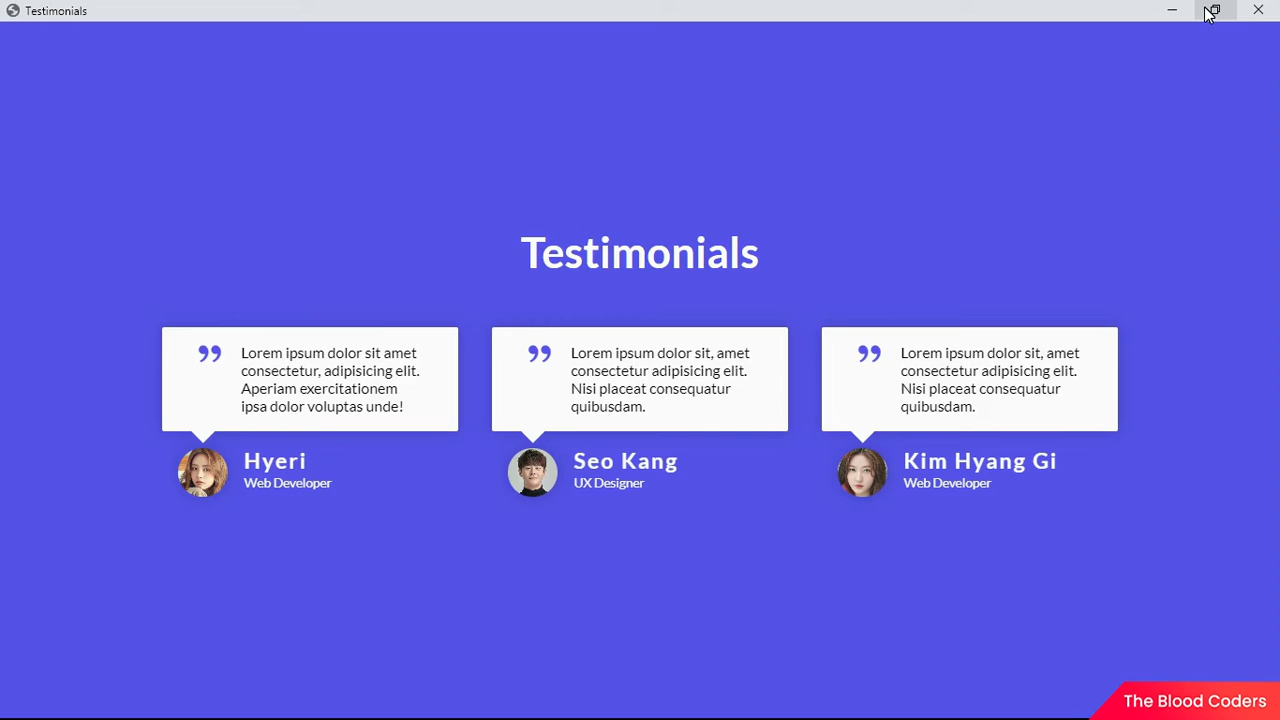 Testimonials
Testimonials
Lorem ipsum dolor sit amet
consectetur, adipisicing elit.
Aperiam exercitationem
ipsa dolor voluptas unde!
Hyeri
Web Developer
Lorem ipsum dolor sit, amet
consectetur adipisicing elit.
Nisi placeat consequatur
quibusdam.
Seo Kang
UX Designer
Lorem ipsum dolor sit, amet
consectetur adipisicing elit.
Nisi placeat consequatur
quibusdam.
Kim Hyang Gi
Web Developer
The Blood Coders